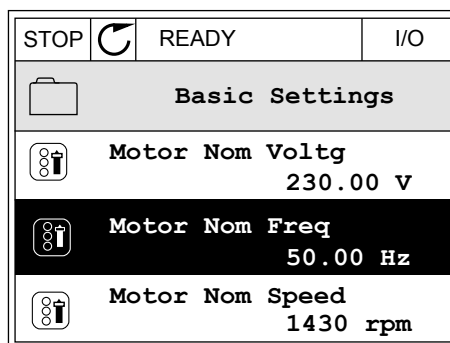 STOP READY I/O
Basic Settings
Motor Nom Voltg
230.00 V
Motor Nom Freq
50.00 Hz
Motor Nom Speed
1430 rpm